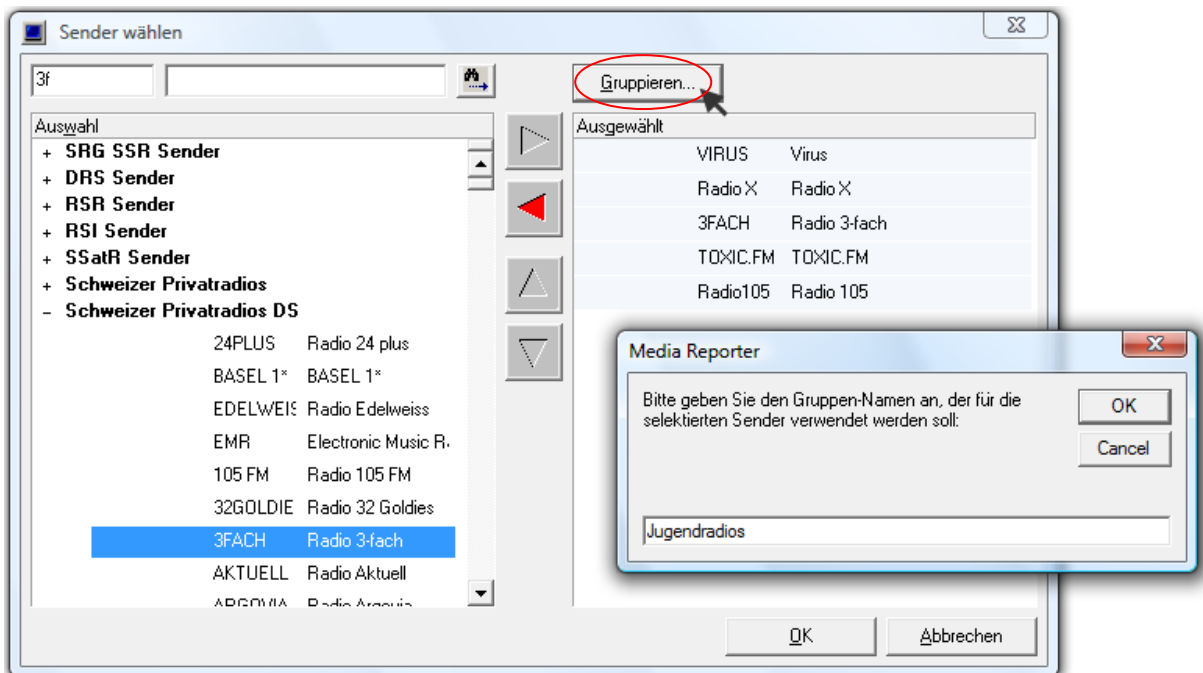 Sender wählen
3f
Gruppieren...
Auswahl
+ SRG SSR Sender
+ DRS Sender
+ RSR Sender
+ RSI Sender
+ SSatR Sender
+ Schweizer Privatradios
- Schweizer Privatradios DS
24PLUS Radio 24 plus
BASEL 1* BASEL 1*
EDELWEIS Radio Edelweiss
EMR Electronic Music R
105 FM Radio 105 FM
32GOLDIE Radio 32 Goldies
3FACH Radio 3-fach
AKTUELL Radio Aktuell
ARGOVIA Radio Argovia
Ausgewählt
VIRUS Virus
Radio X Radio X
3FACH Radio 3-fach
TOXIC.FM TOXIC.FM
Radio105 Radio 105
Media Reporter
Bitte geben Sie den Gruppen-Namen an, der für die
selektierten Sender verwendet werden soll:
OK
Cancel
Jugendradios
OK
Abbrechen